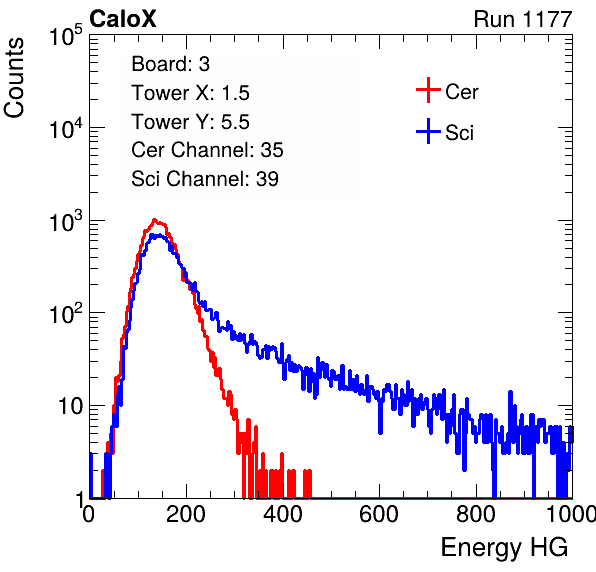 CaloX Run 1177
Counts
10^5
10^4
10^3
10^2
10
1
Board: 3
Tower X: 1.5
Tower Y: 5.5
Cer Channel: 35
Sci Channel: 39
Cer
Sci
0 200 400 600 800 1000
Energy HG